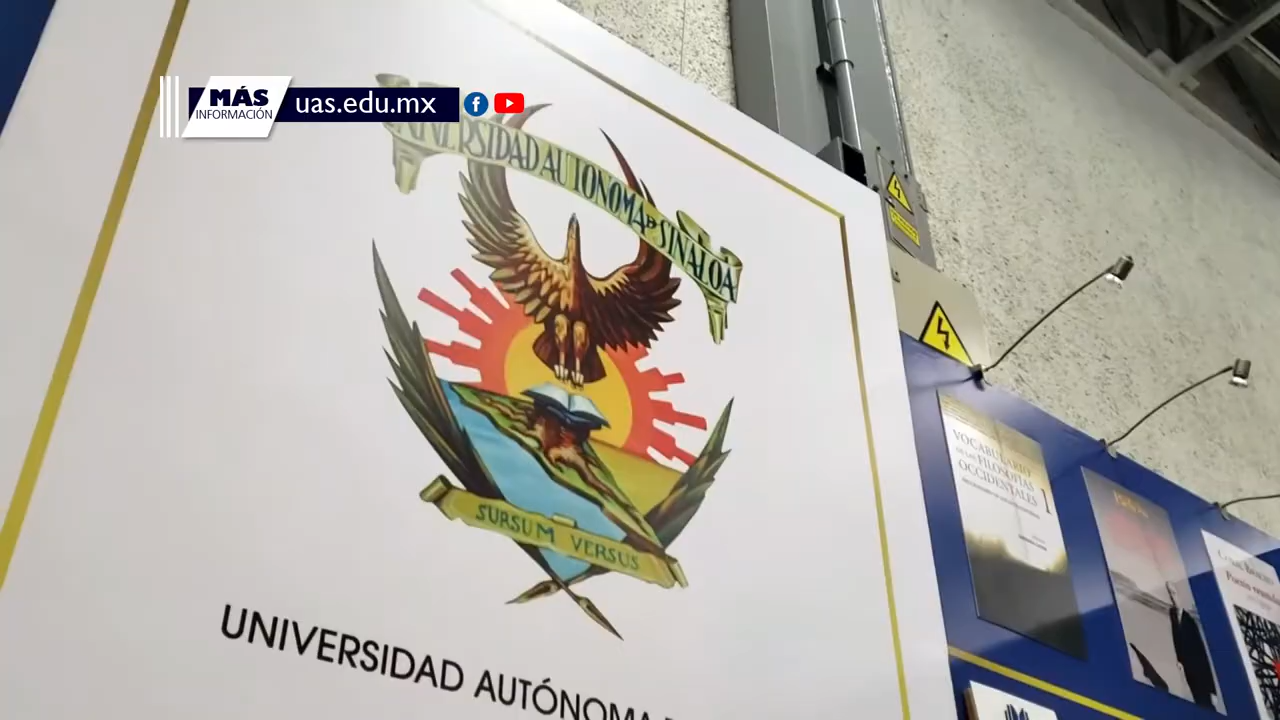 MÁS
INFORMACIÓN
uas.edu.mx
UNIVERSIDAD AUTONOMA DE SINALOA
SURSUM VERSUS
UNIVERSIDAD AUTÓNOMA
VOCABULARIO
DE LAS FILOSOFÍAS
OCCIDENTALES
1